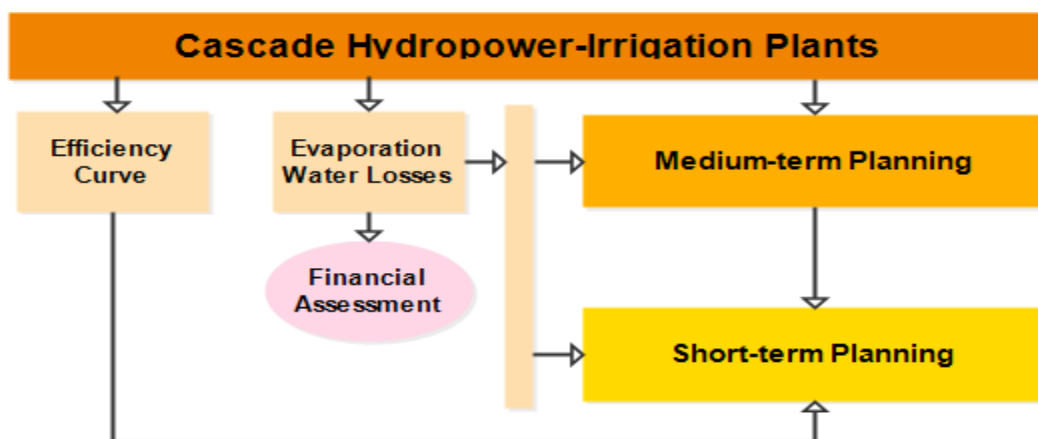 Cascade Hydropower-Irrigation Plants
Efficiency
Curve
Evaporation
Water Losses
Medium-term Planning
Financial
Assessment
Short-term Planning